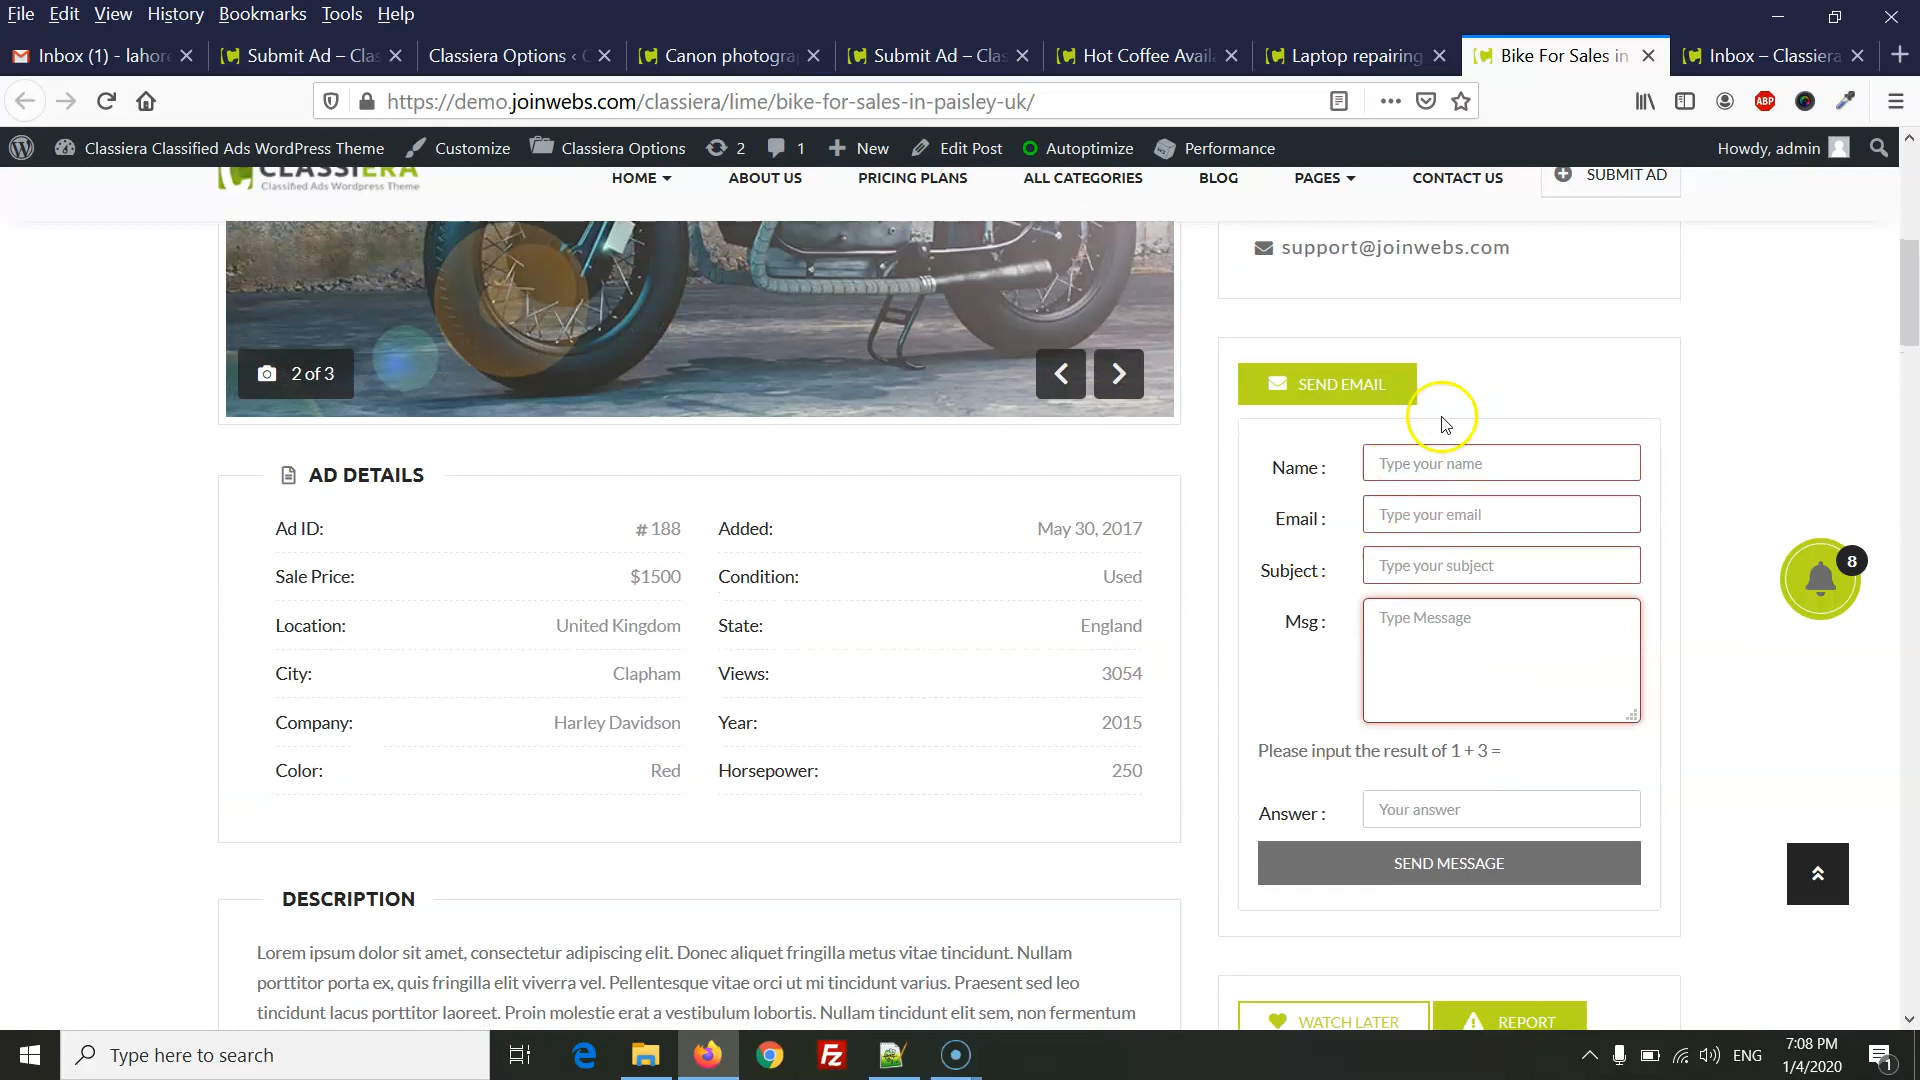 File Edit View History Bookmarks Tools Help
Inbox (1) - lahore
Submit Ad – Clas
Classiera Options ‹ C
Canon photogra
Submit Ad – Clas
Hot Coffee Avail
Laptop repairing
Bike For Sales in
Inbox – Classiera
https://demo.joinwebs.com/classiera/lime/bike-for-sales-in-paisley-uk/
ABP
Classiera Classified Ads WordPress Theme Customize Classiera Options 2 1 New Edit Post Autoptimize Performance Howdy, admin
CLASSIERA
Classified Ads Wordpress Theme
HOME ABOUT US PRICING PLANS ALL CATEGORIES BLOG PAGES CONTACT US SUBMIT AD
support@joinwebs.com
2 of 3
SEND EMAIL
Name : Type your name
Email : Type your email
Subject : Type your subject
Msg : Type Message
Please input the result of 1 + 3 =
Answer : Your answer
SEND MESSAGE
WATCH LATER REPORT
8
AD DETAILS
Ad ID: # 188 Added: May 30, 2017
Sale Price: $1500 Condition: Used
Location: United Kingdom State: England
City: Clapham Views: 3054
Company: Harley Davidson Year: 2015
Color: Red Horsepower: 250
DESCRIPTION
Lorem ipsum dolor sit amet, consectetur adipiscing elit. Donec aliquet fringilla metus vitae tincidunt. Nullam
porttitor porta ex, quis fringilla elit viverra vel. Pellentesque vitae orci ut mi tincidunt varius. Praesent sed leo
tincidunt lacus porttitor laoreet. Proin molestie erat a vestibulum lobortis. Nullam tincidunt elit sem, non fermentum
Type here to search
ENG
7:08 PM
1/4/2020
1